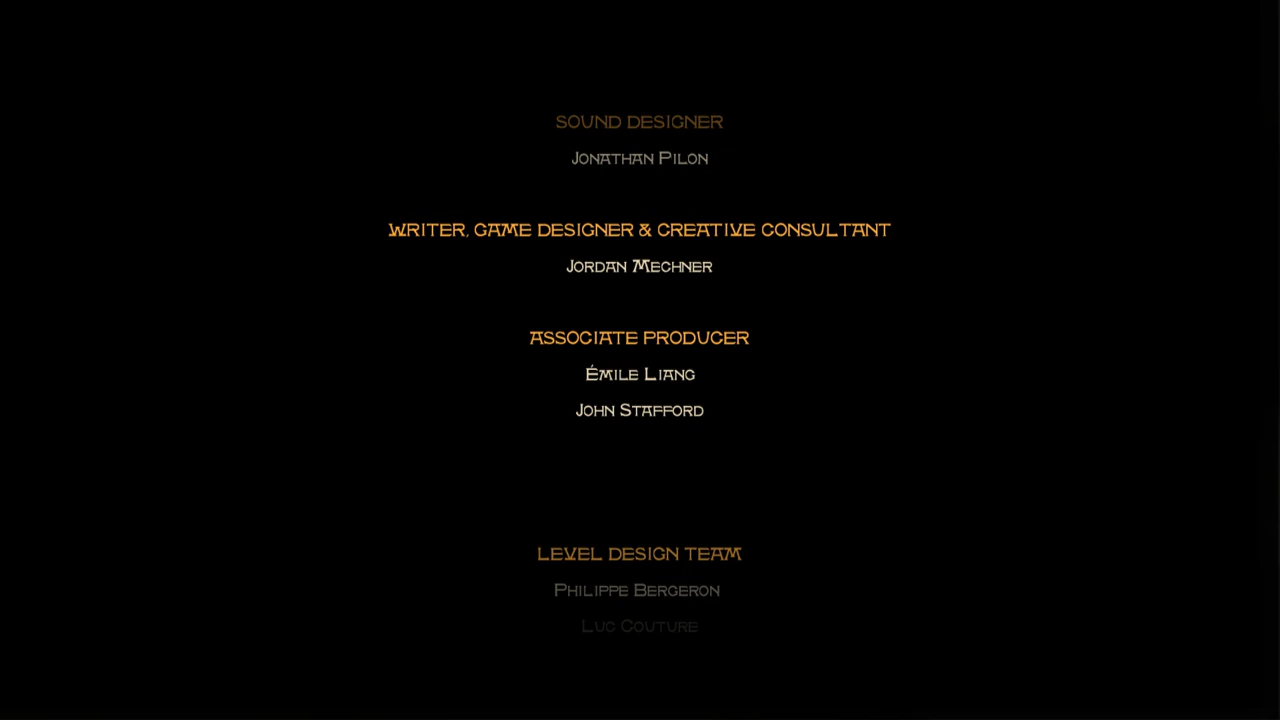 SOUND DESIGNER
JONATHAN PILON
WRITER, GAME DESIGNER & CREATIVE CONSULTANT
JORDAN MECHNER
ASSOCIATE PRODUCER
ÉMILE LIANG
JOHN STAFFORD
LEVEL DESIGN TEAM
PHILIPPE BERGERON
LUC COUTURE